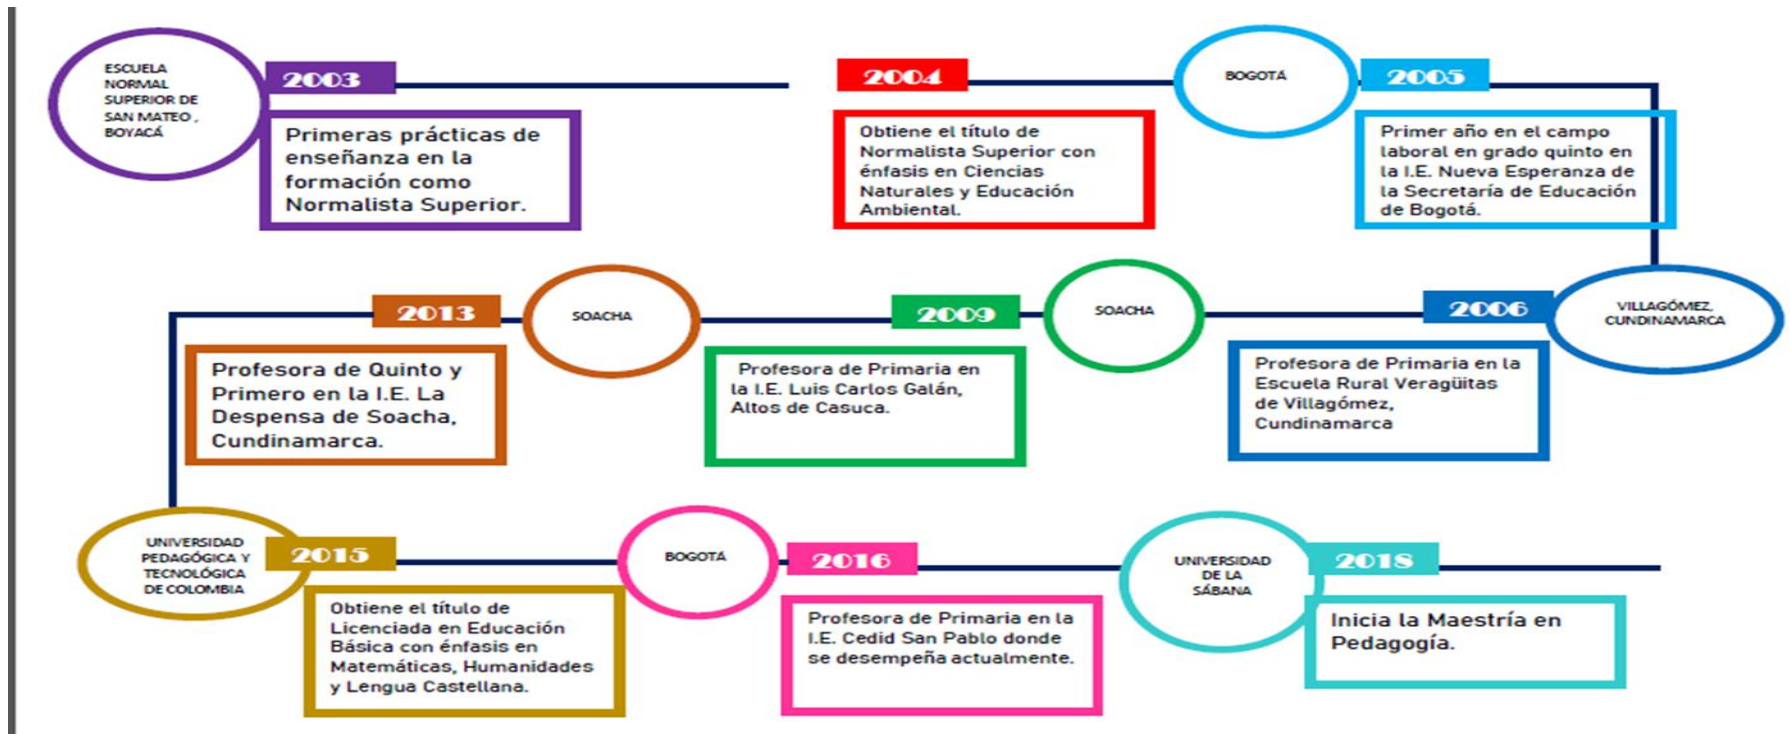 ESCUELA
NORMAL
SUPERIOR DE
SAN MATEO ,
BOYACÁ
2003
Primeras prácticas de
enseñanza en la
formación como
Normalista Superior.
2004
Obtiene el título de
Normalista Superior con
énfasis en Ciencias
Naturales y Educación
Ambiental.
BOGOTÁ
2005
Primer año en el campo
laboral en grado quinto en
la I.E. Nueva Esperanza de
la Secretaría de Educación
de Bogotá.
VILLAGÓMEZ,
CUNDINAMARCA
2006
Profesora de Primaria en la
Escuela Rural Veragüitas
de Villagómez,
Cundinamarca
SOACHA
2009
Profesora de Primaria en
la I.E. Luis Carlos Galán,
Altos de Casuca.
SOACHA
2013
Profesora de Quinto y
Primero en la I.E. La
Despensa de Soacha,
Cundinamarca.
UNIVERSIDAD
PEDAGÓGICA Y
TECNOLÓGICA
DE COLOMBIA
2015
Obtiene el título de
Licenciada en Educación
Básica con énfasis en
Matemáticas, Humanidades
y Lengua Castellana.
BOGOTÁ
2016
Profesora de Primaria en la
I.E. Cedid San Pablo donde
se desempeña actualmente.
UNIVERSIDAD
DE LA
SÁBANA
2018
Inicia la Maestría en
Pedagogía.